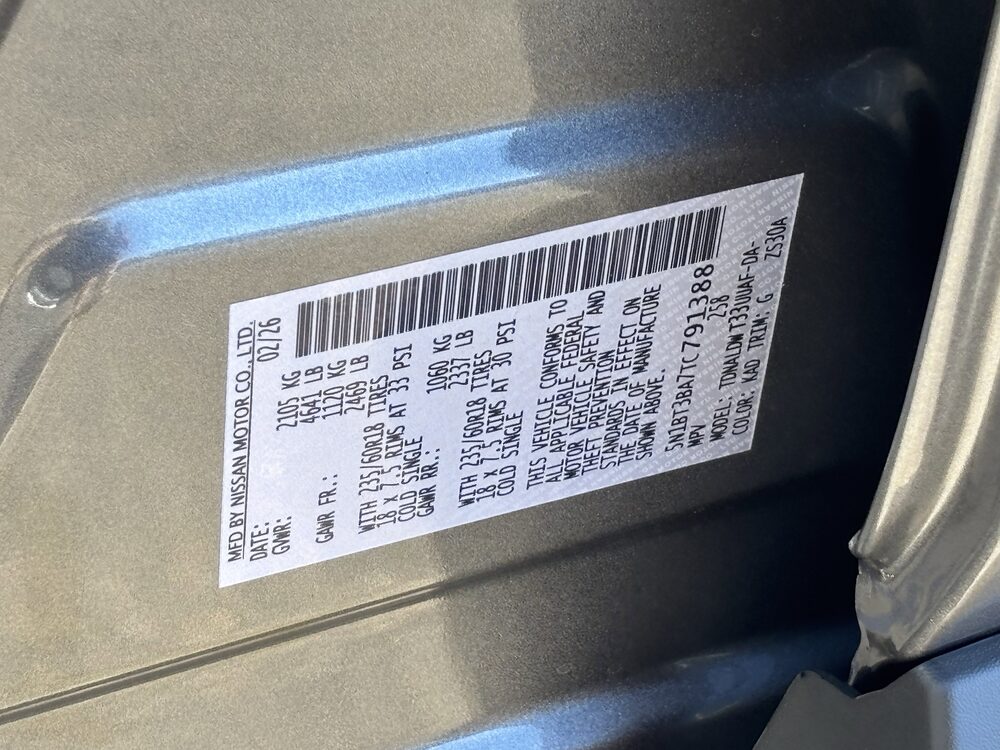 MFD BY NISSAN MOTOR CO., LTD.
DATE: 02/26
GVWR: 2105 KG
4641 LB
GAWR FR.: 1120 KG
2469 LB
WITH 235/60R18 TIRES
18 X 7.5 RIMS AT 33 PSI
COLD SINGLE
GAWR RR.: 1060 KG
2337 LB
WITH 235/60R18 TIRES
18 X 7.5 RIMS AT 30 PSI
COLD SINGLE
THIS VEHICLE CONFORMS TO
ALL APPLICABLE FEDERAL
MOTOR VEHICLE SAFETY AND
THEFT PREVENTION
STANDARDS IN EFFECT ON
THE DATE OF MANUFACTURE
SHOWN ABOVE.
5N1BT3BA7TC791388
MPV Z58
MODEL: TDNALDW T33UUAF-DA-
COLOR: KAD TRIM: G ZS30A